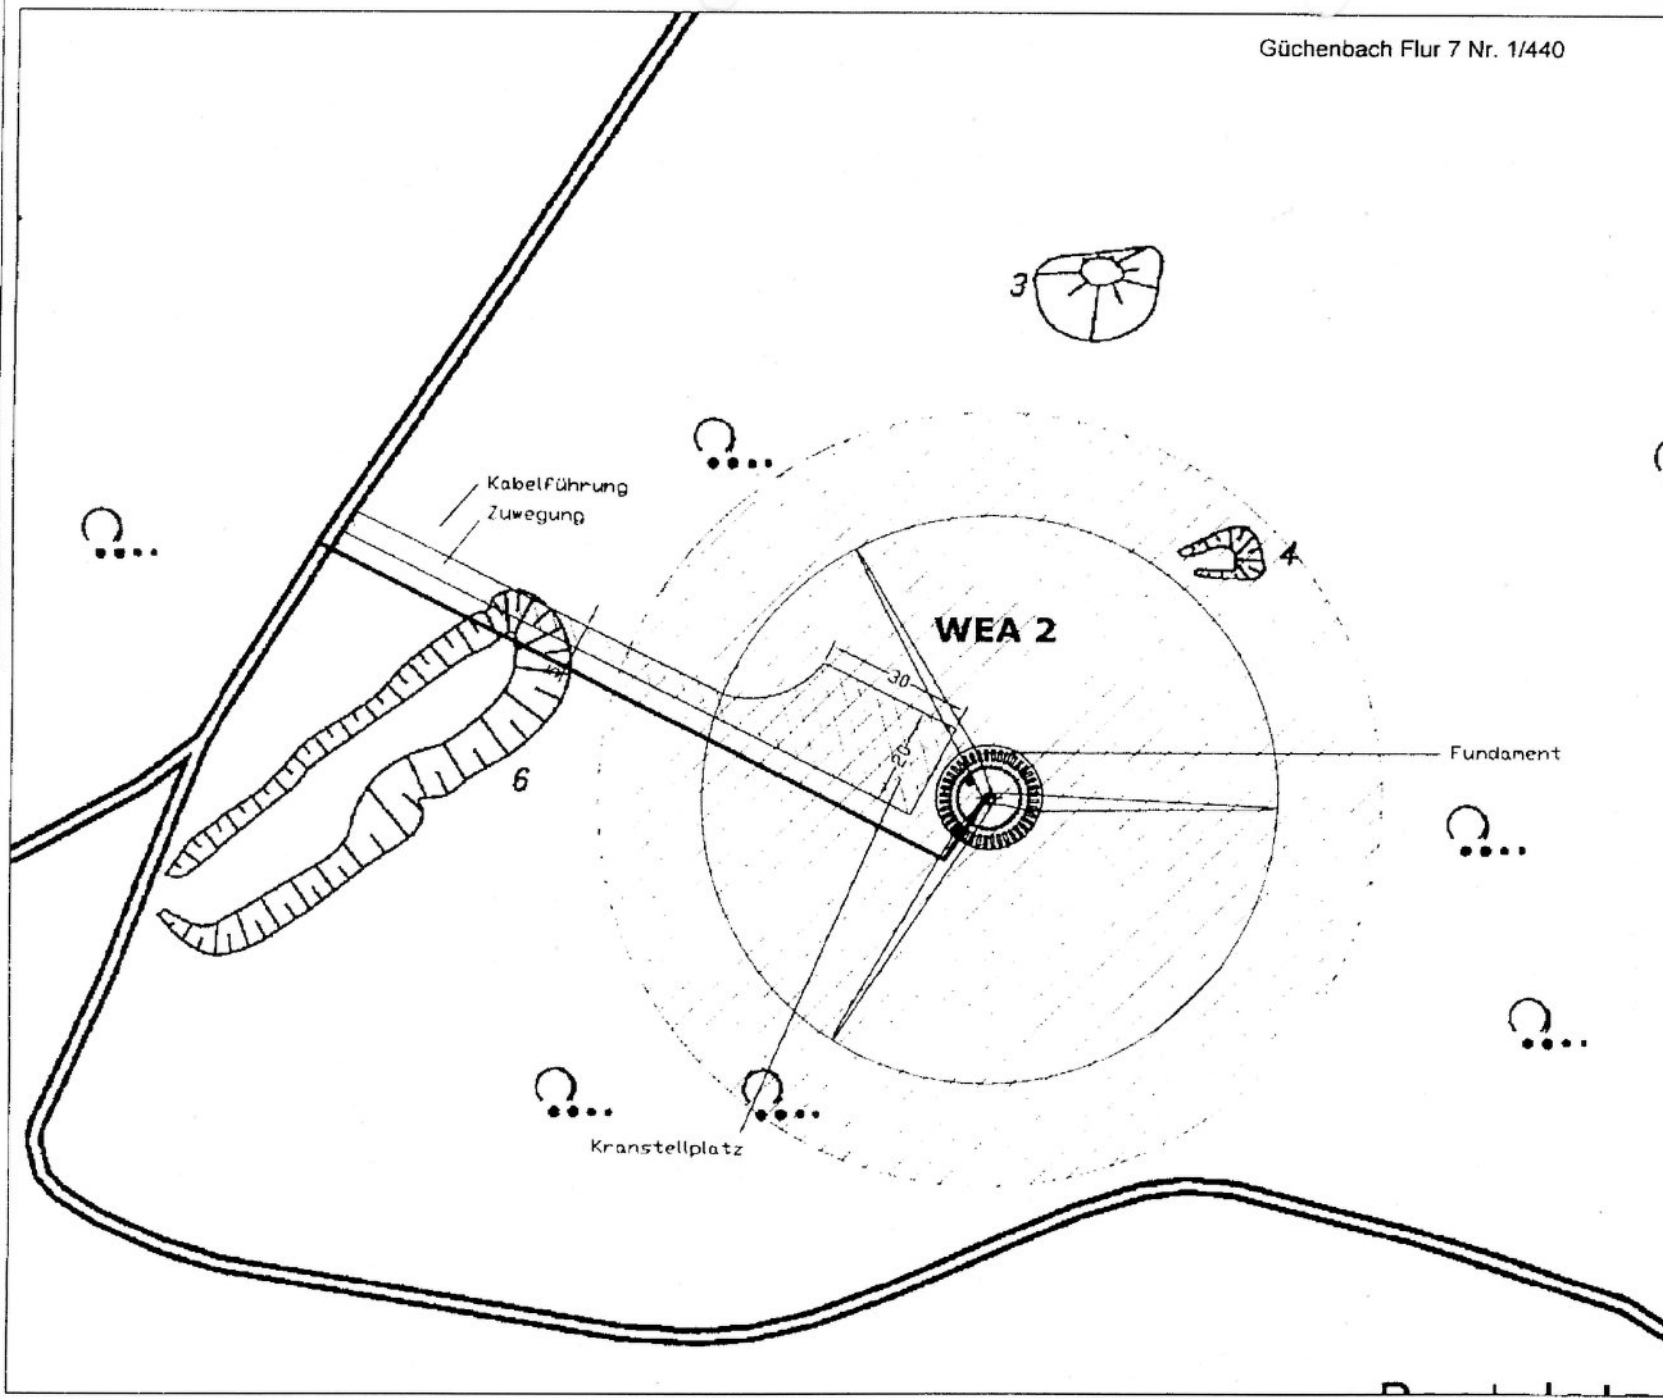 Güchenbach Flur 7 Nr. 1/440
3
Kabelführung
Zuwegung
4
WEA 2
30
20
6
Fundament
Kranstellplatz